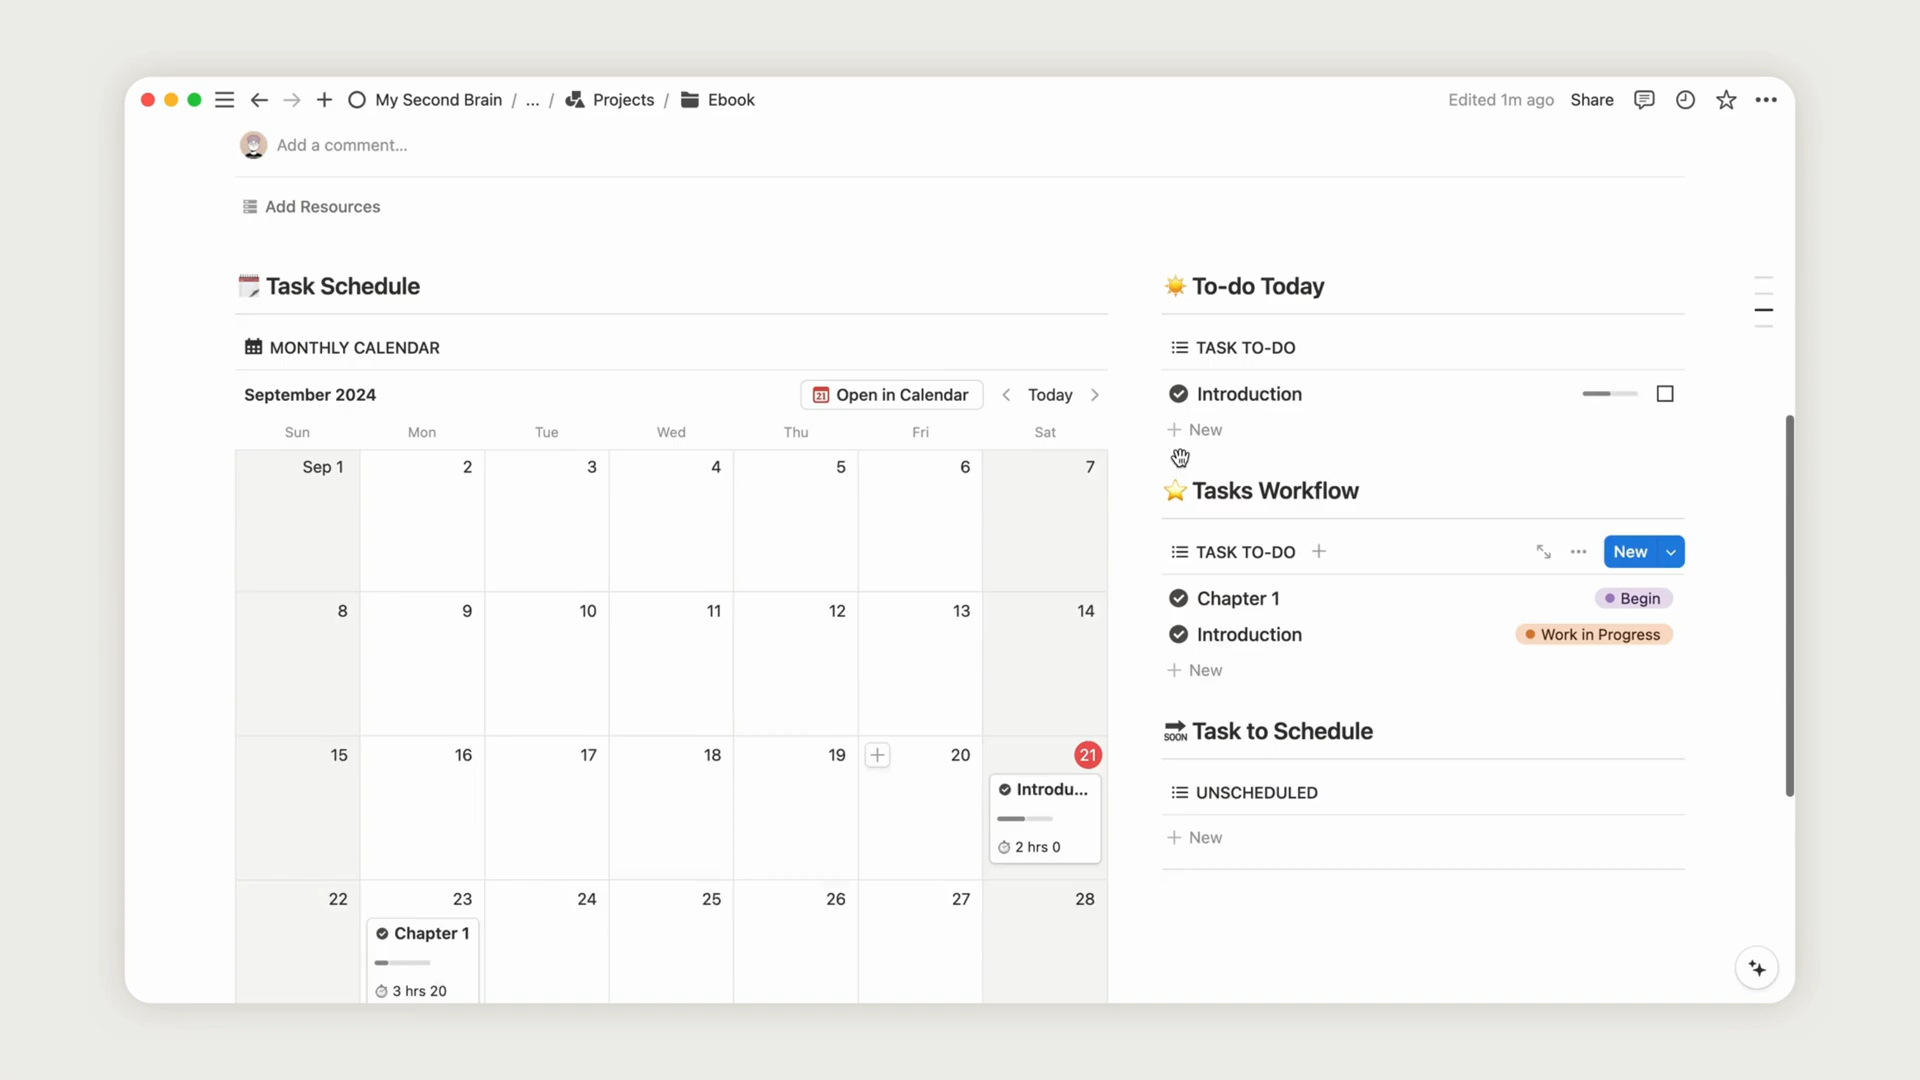 My Second Brain / ... / Projects / Ebook
Edited 1m ago Share
Add a comment...
Add Resources
Task Schedule
MONTHLY CALENDAR
September 2024
21 Open in Calendar
Today
Sun Mon Tue Wed Thu Fri Sat
Sep 1 2 3 4 5 6 7
8 9 10 11 12 13 14
15 16 17 18 19 20 21
Introdu...
2 hrs 0
22 23 24 25 26 27 28
Chapter 1
3 hrs 20
To-do Today
TASK TO-DO
Introduction
New
Tasks Workflow
TASK TO-DO
New
Chapter 1 Begin
Introduction Work in Progress
New
SOON Task to Schedule
UNSCHEDULED
New